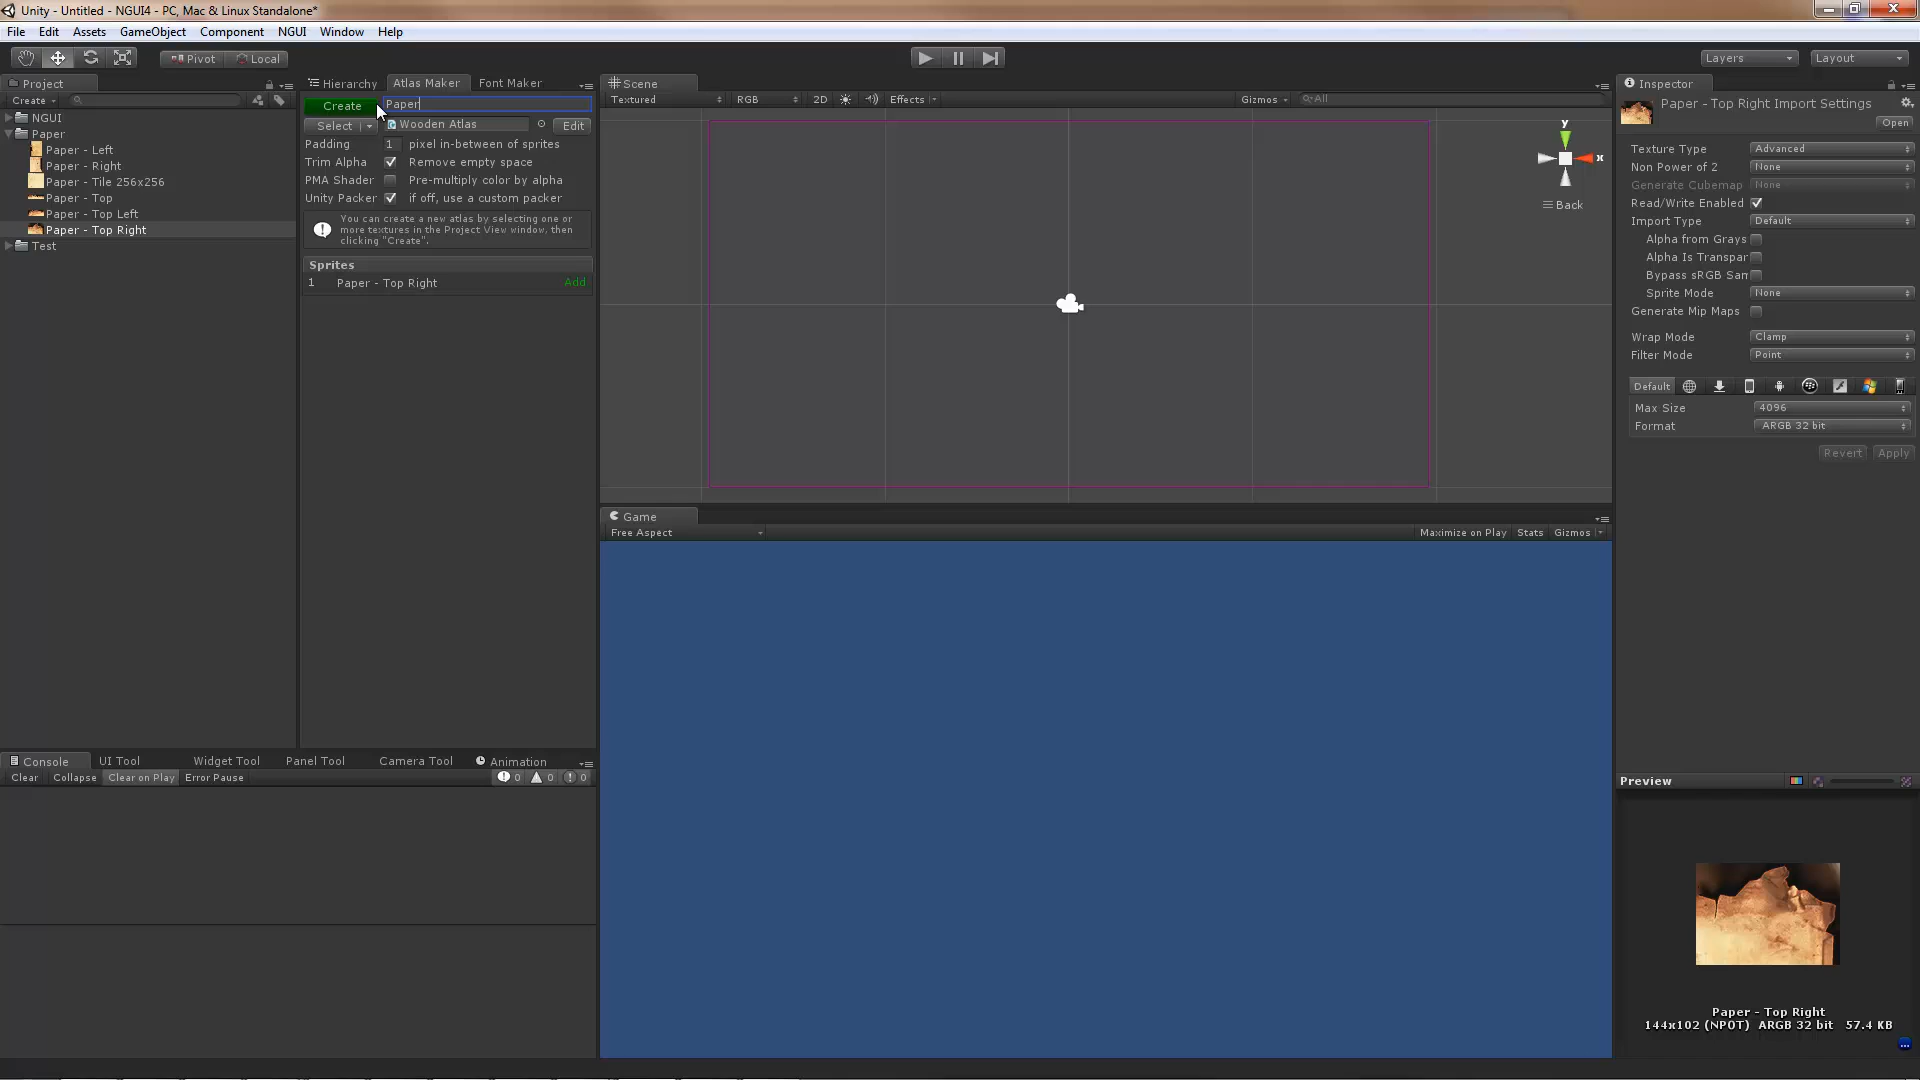 Unity - Untitled - NGUI4 - PC, Mac & Linux Standalone*
File Edit Assets GameObject Component NGUI Window Help
Pivot Local Layers Layout
Project
Create
NGUI
Paper
Paper - Left
Paper - Right
Paper - Tile 256x256
Paper - Top
Paper - Top Left
Paper - Top Right
Test
Hierarchy Atlas Maker Font Maker
Create Paper
Select Wooden Atlas Edit
Padding 1 pixel in-between of sprites
Trim Alpha Remove empty space
PMA Shader Pre-multiply color by alpha
Unity Packer if off, use a custom packer
You can create a new atlas by selecting one or
more textures in the Project View window, then
clicking "Create".
Sprites
1 Paper - Top Right Add
Scene
Textured RGB 2D Effects Gizmos All
y
x
Back
Game
Free Aspect Maximize on Play Stats Gizmos
Console UI Tool Widget Tool Panel Tool Camera Tool Animation
Clear Collapse Clear on Play Error Pause 0 0 0
Inspector
Paper - Top Right Import Settings
Open
Texture Type Advanced
Non Power of 2 None
Generate Cubemap None
Read/Write Enabled
Import Type Default
Alpha from Grays
Alpha Is Transpar
Bypass sRGB Sam
Sprite Mode None
Generate Mip Maps
Wrap Mode Clamp
Filter Mode Point
Default
Max Size 4096
Format ARGB 32 bit
Revert Apply
Preview
Paper - Top Right
144x102 (NPOT) ARGB 32 bit 57.4 KB